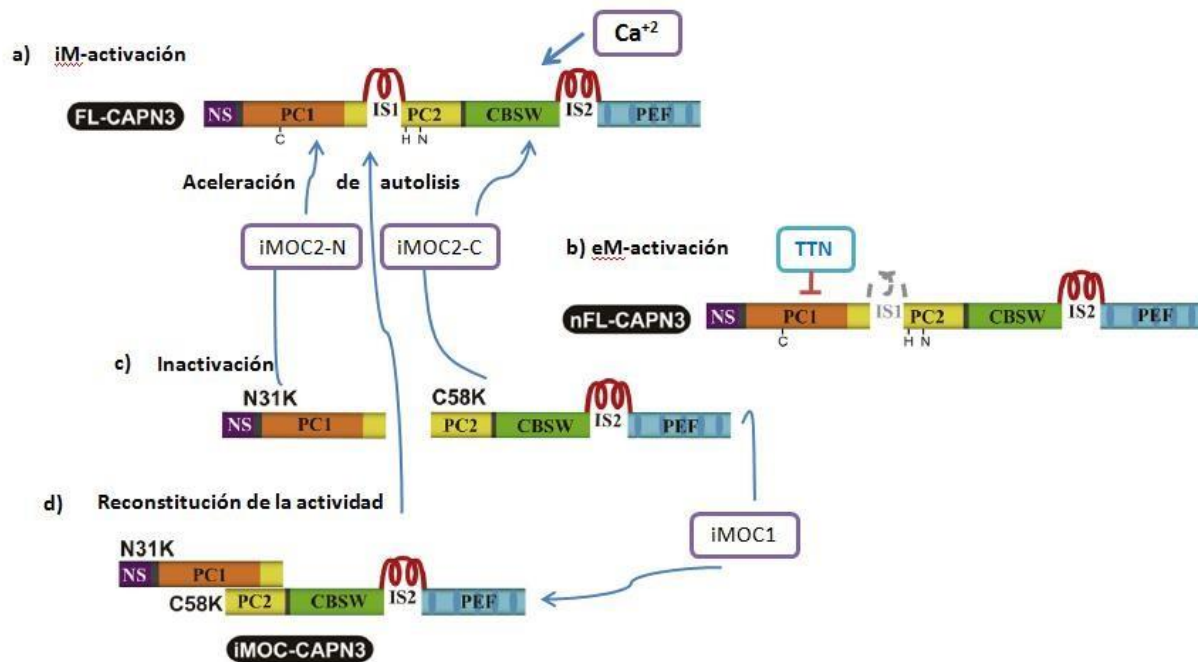 Ca+2
a) iM-activación
FL-CAPN3
NS PC1 IS1 PC2 CBSW IS2 PEF
C H N
Aceleración de autolisis
iMOC2-N iMOC2-C
b) eM-activación
TTN
nFL-CAPN3
NS PC1 IS1 PC2 CBSW IS2 PEF
C H N
c) Inactivación
N31K C58K
NS PC1 PC2 CBSW IS2 PEF
d) Reconstitución de la actividad
iMOC1
N31K
NS PC1
C58K PC2 CBSW IS2 PEF
iMOC-CAPN3